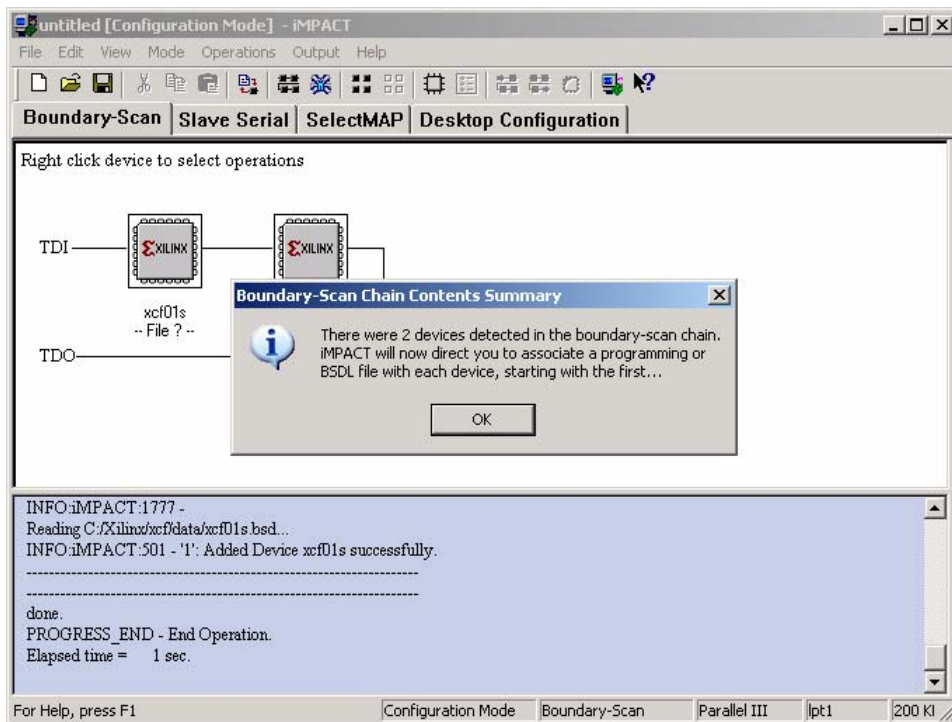 untitled [Configuration Mode] - iMPACT
File Edit View Mode Operations Output Help
Boundary-Scan Slave Serial SelectMAP Desktop Configuration
Right click device to select operations
TDI
XILINX
XILINX
xcf01s
-- File ? --
TDO
Boundary-Scan Chain Contents Summary
There were 2 devices detected in the boundary-scan chain.
iMPACT will now direct you to associate a programming or
BSDL file with each device, starting with the first...
OK
INFO:iMPACT:1777 -
Reading C:/Xilinx/xcf/data/xcf01s.bsd...
INFO:iMPACT:501 - '1': Added Device xcf01s successfully.
----------------------------------------------------------------------
----------------------------------------------------------------------
done.
PROGRESS_END - End Operation.
Elapsed time = 1 sec.
For Help, press F1
Configuration Mode Boundary-Scan Parallel III lpt1 200